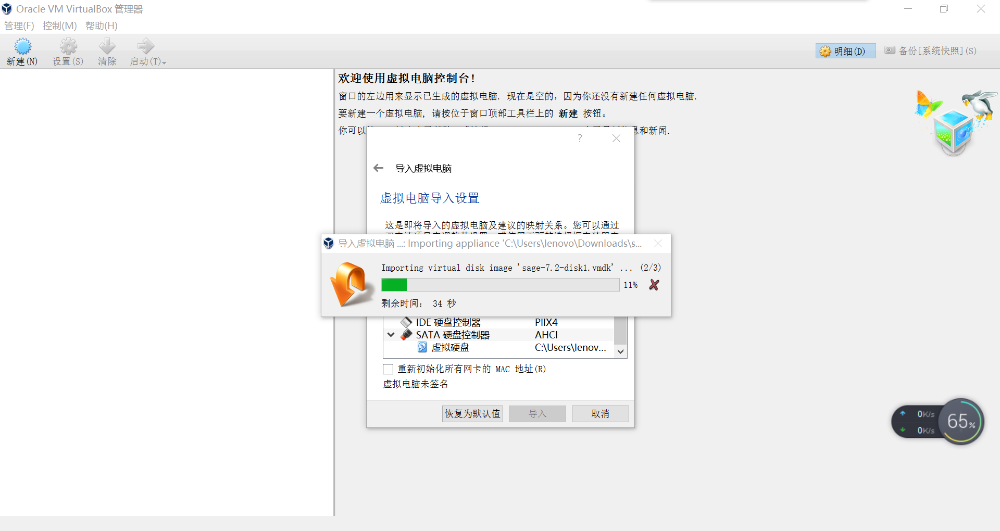 Oracle VM VirtualBox 管理器
管理(F) 控制(M) 帮助(H)
新建(N) 设置(S) 清除 启动(T)
明细(D) 备份[系统快照](S)
欢迎使用虚拟电脑控制台!
窗口的左边用来显示已生成的虚拟电脑. 现在是空的，因为你还没有新建任何虚拟电脑.
要新建一个虚拟电脑, 请按位于窗口顶部工具栏上的 新建 按钮。
你可以
息和新闻.
?
导入虚拟电脑
虚拟电脑导入设置
这是即将导入的虚拟电脑及建议的映射关系。您可以通过
导入虚拟电脑 ...: Importing appliance 'C:\Users\lenovo\Downloads\s...
Importing virtual disk image 'sage-7.2-disk1.vmdk' ... (2/3)
11%
剩余时间: 34 秒
IDE 硬盘控制器 PIIX4
SATA 硬盘控制器 AHCI
虚拟硬盘 C:\Users\lenov...
重新初始化所有网卡的 MAC 地址(R)
虚拟电脑未签名
恢复为默认值 导入 取消
0K/s
0K/s
65%